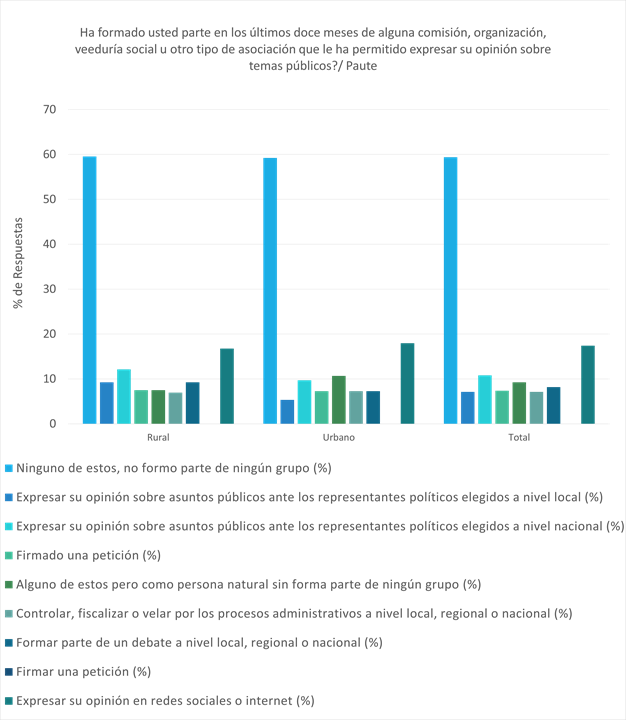 Ha formado usted parte en los últimos doce meses de alguna comisión, organización,
veeduría social u otro tipo de asociación que le ha permitido expresar su opinión sobre
temas públicos?/ Paute
70
60
50
40
30
20
10
0
% de Respuestas
Rural
Urbano
Total
Ninguno de estos, no formo parte de ningún grupo (%)
Expresar su opinión sobre asuntos públicos ante los representantes políticos elegidos a nivel local (%)
Expresar su opinión sobre asuntos públicos ante los representantes políticos elegidos a nivel nacional (%)
Firmado una petición (%)
Alguno de estos pero como persona natural sin forma parte de ningún grupo (%)
Controlar, fiscalizar o velar por los procesos administrativos a nivel local, regional o nacional (%)
Formar parte de un debate a nivel local, regional o nacional (%)
Firmar una petición (%)
Expresar su opinión en redes sociales o internet (%)